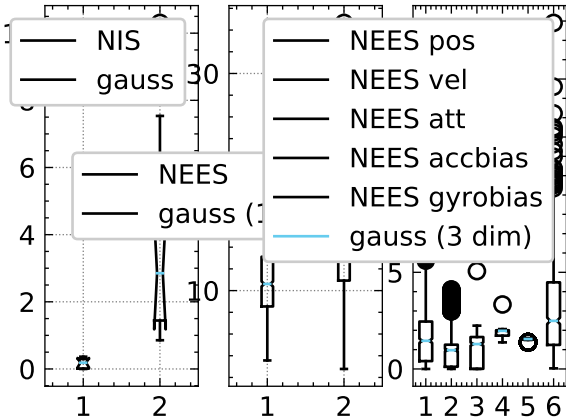 NIS
gauss
NEES
gauss (1
NEES pos
NEES vel
NEES att
NEES accbias
NEES gyrobias
gauss (3 dim)
6
4
2
0
1 2
30
10
1 2
5
0
1 2 3 4 5 6